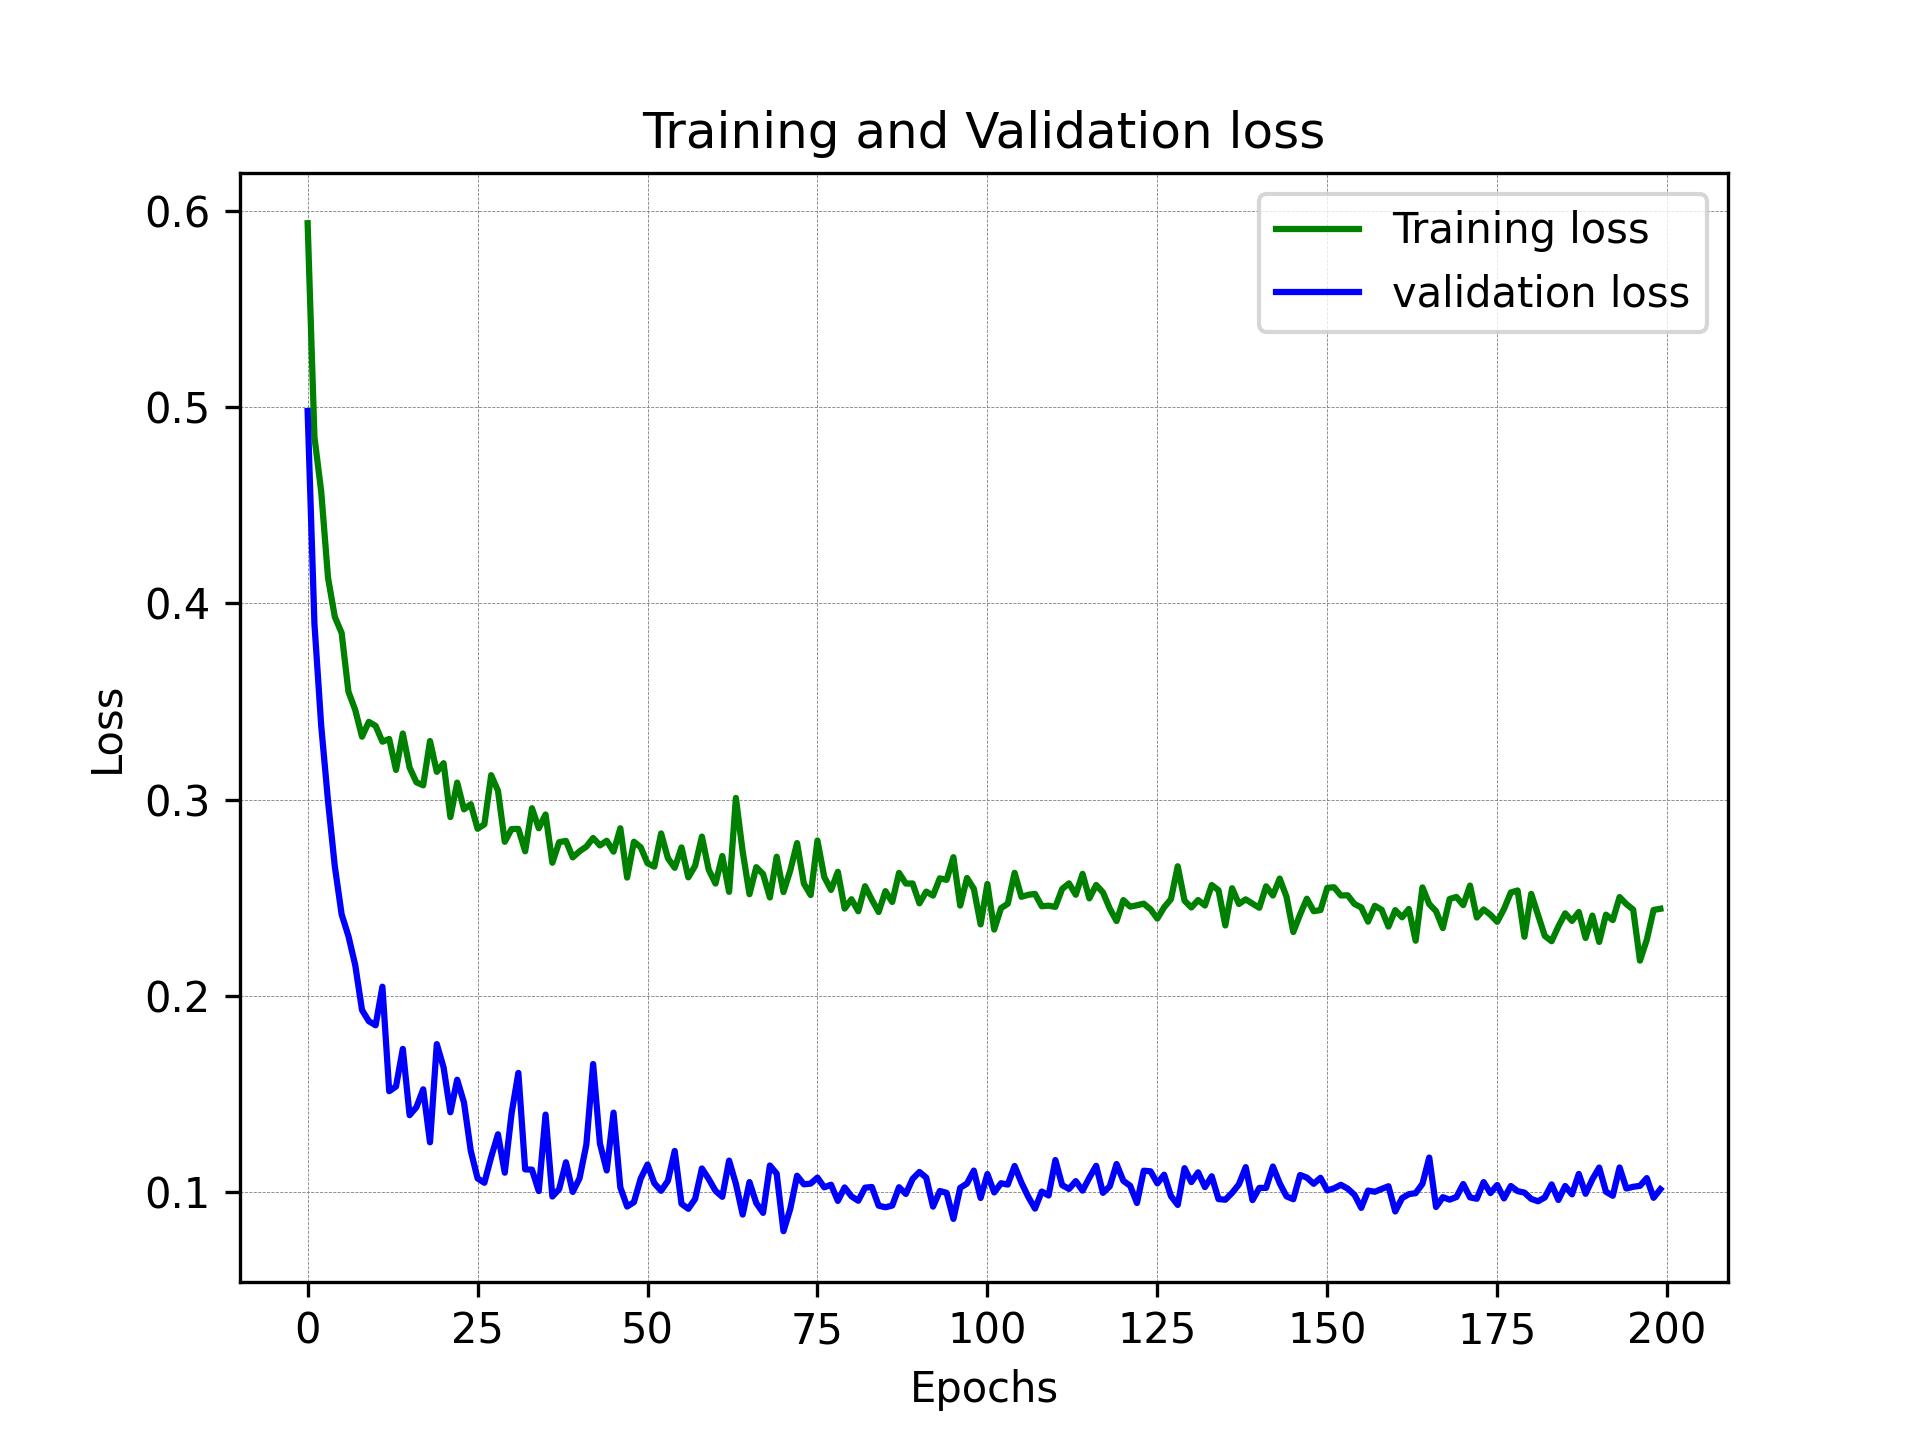 Training and Validation loss
Training loss
validation loss
0.6
0.5
0.4
0.3
0.2
0.1
Loss
0 25 50 75 100 125 150 175 200
Epochs